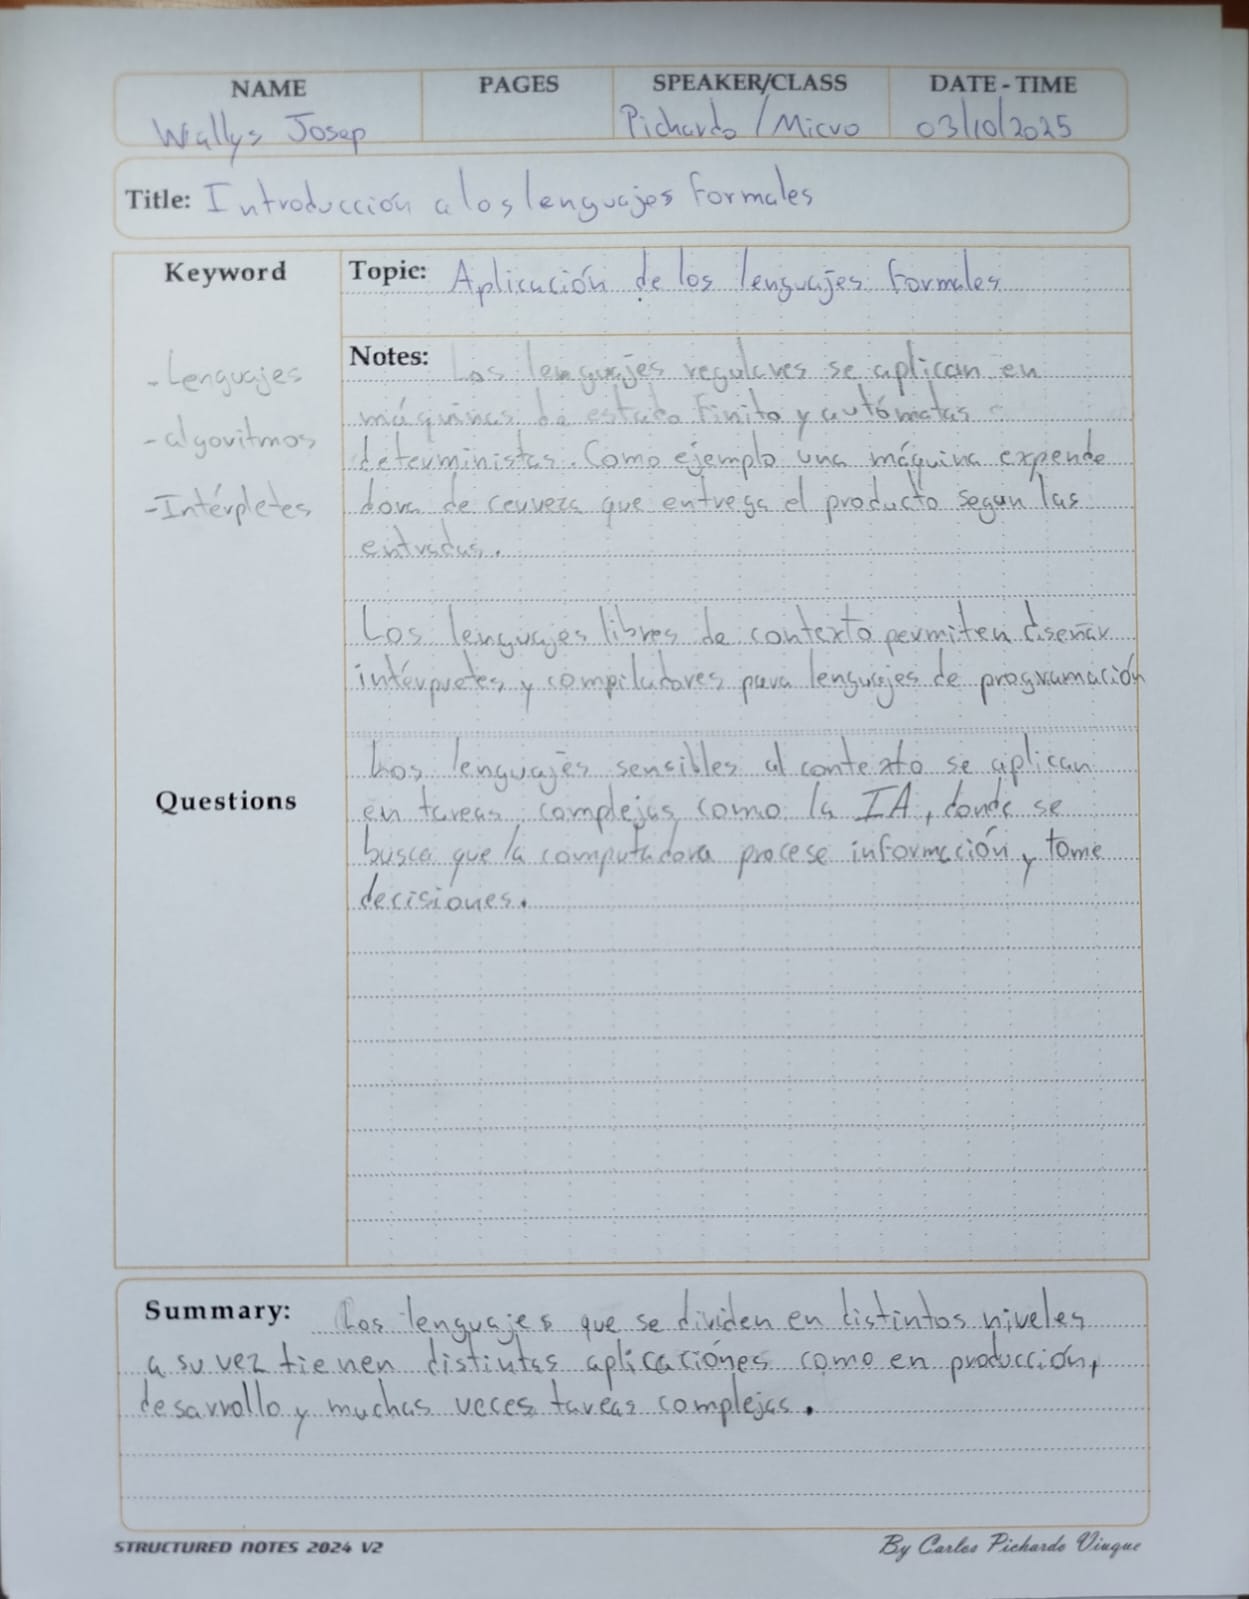 NAME PAGES SPEAKER/CLASS DATE - TIME
Wallys Josep Pichardo / Micro 03/10/2025
Title: Introducción a los lenguajes formales
Keyword
- Lenguajes
- algoritmos
- Intérpletes
Questions
Topic: Aplicación de los lenguajes formales
Notes: Los lenguajes regulares se aplican en
máquinas de estado finito y autómatas
deterministas. Como ejemplo una máquina expende
dora de cerveza que entrega el producto segun las
entradas.
Los lenguajes libres de contexto permiten diseñar
intérpretes y compiladores para lenguajes de programación
Los lenguajes sensibles al contexto se aplican
en tareas complejas como la IA, donde se
busca que la computadora procese información y tome
decisiones.
Summary: Los lenguajes que se dividen en distintos niveles
a su vez tienen distintas aplicaciónes como en producción,
desarrollo y muchas veces tareas complejas.
STRUCTURED NOTES 2024 V2 By Carlos Pichardo Viuque